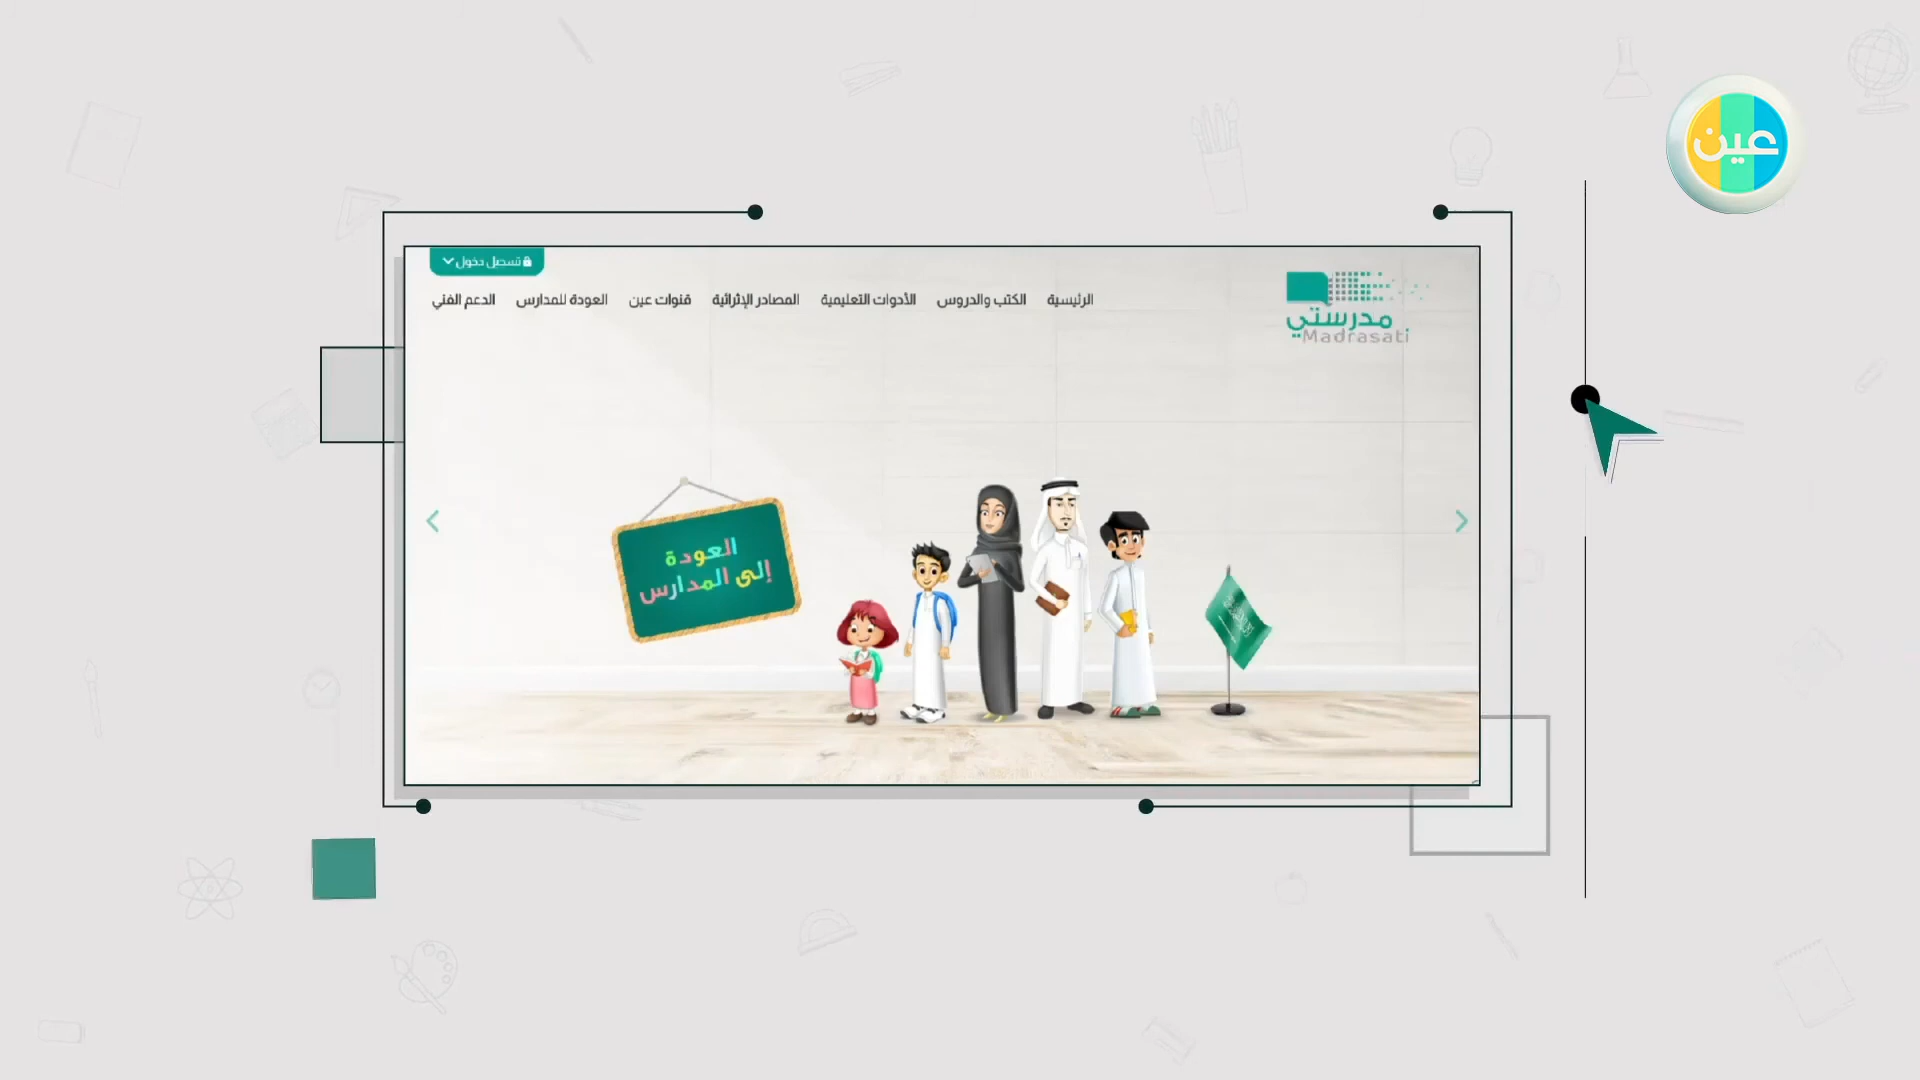 عين
تسجيل دخول
الرئيسية
الكتب والدروس
الأدوات التعليمية
المصادر الإثرائية
قنوات عين
العودة للمدارس
الدعم الفني
مدرستي
Madrasati
العودة
إلى المدارس